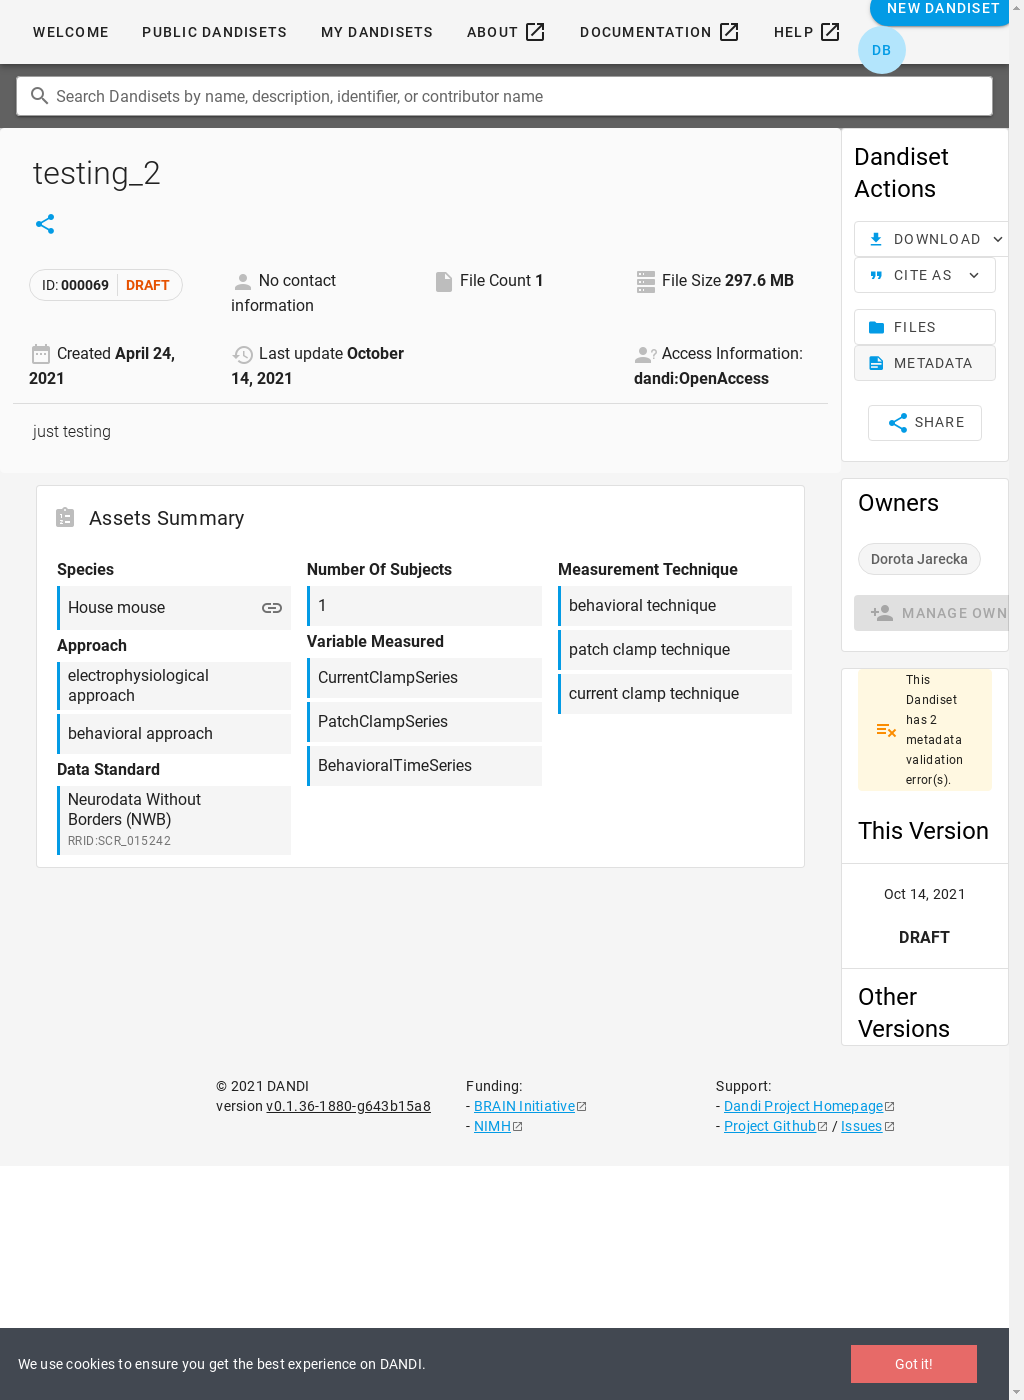 WELCOME
PUBLIC DANDISETS
MY DANDISETS
ABOUT
DOCUMENTATION
HELP
NEW DANDISET
DB
Search Dandisets by name, description, identifier, or contributor name
testing_2
ID: 000069 DRAFT
No contact
information
File Count 1
File Size 297.6 MB
Created April 24,
2021
Last update October
14, 2021
Access Information:
dandi:OpenAccess
just testing
Assets Summary
Species
House mouse
Approach
electrophysiological
approach
behavioral approach
Data Standard
Neurodata Without
Borders (NWB)
RRID:SCR_015242
Number Of Subjects
1
Variable Measured
CurrentClampSeries
PatchClampSeries
BehavioralTimeSeries
Measurement Technique
behavioral technique
patch clamp technique
current clamp technique
Dandiset
Actions
DOWNLOAD
CITE AS
FILES
METADATA
SHARE
Owners
Dorota Jarecka
MANAGE OWN
This
Dandiset
has 2
metadata
validation
error(s).
This Version
Oct 14, 2021
DRAFT
Other
Versions
© 2021 DANDI
version v0.1.36-1880-g643b15a8
Funding:
- BRAIN Initiative
- NIMH
Support:
- Dandi Project Homepage
- Project Github / Issues
We use cookies to ensure you get the best experience on DANDI.
Got it!